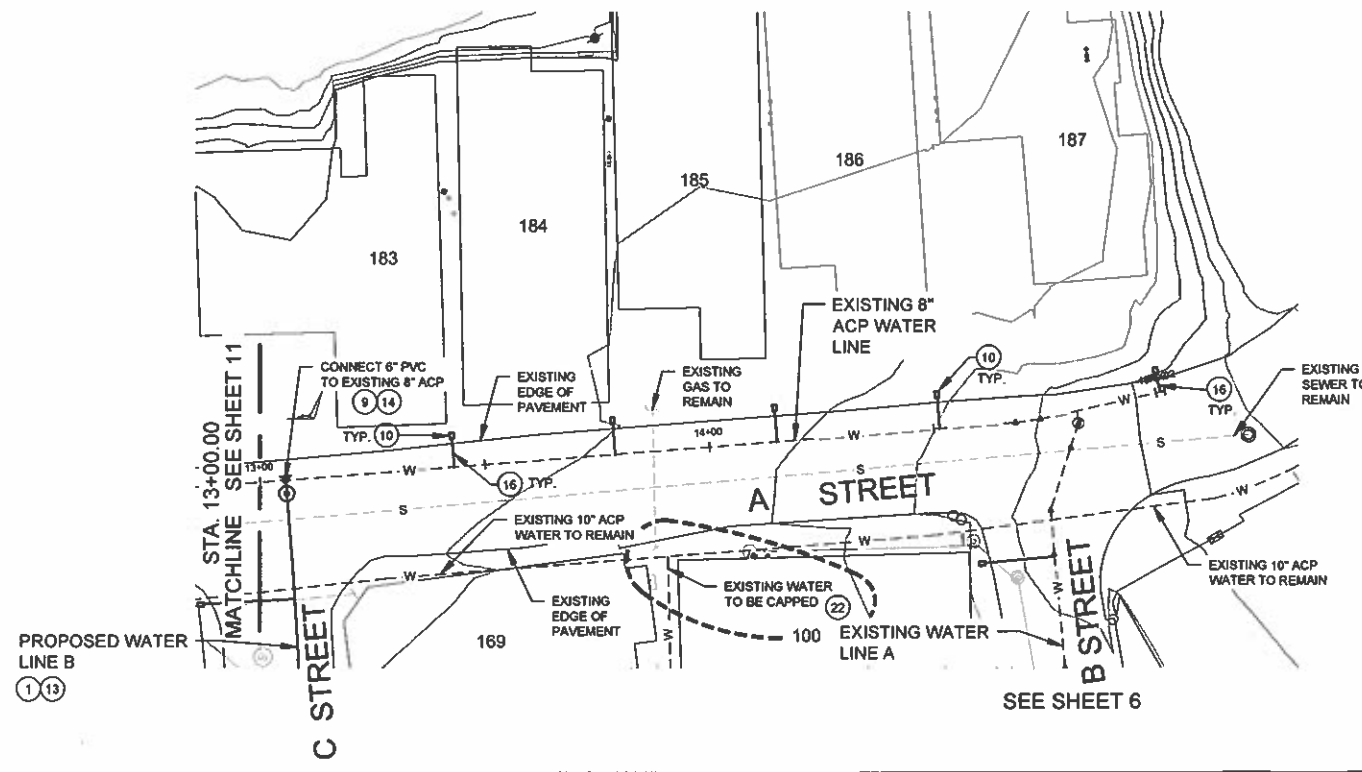 187
186
185
184
183
EXISTING 8"
ACP WATER
LINE
STA. 13+00.00
MATCHLINE SEE SHEET 11
CONNECT 6" PVC
TO EXISTING 8" ACP
9 14
EXISTING
EDGE OF
PAVEMENT
EXISTING
GAS TO
REMAIN
10
TYP.
EXISTING
SEWER TO
REMAIN
16
TYP
TYP. 10
13+00
14+00
W
W
W
16 TYP.
S
S
S
A STREET
EXISTING 10" ACP
WATER TO REMAIN
W
W
W
W
EXISTING WATER
TO BE CAPPED 22
EXISTING
EDGE OF
PAVEMENT
EXISTING 10" ACP
WATER TO REMAIN
W
W
169
100
EXISTING WATER
LINE A
PROPOSED WATER
LINE B
1 13
C STREET
B STREET
SEE SHEET 6